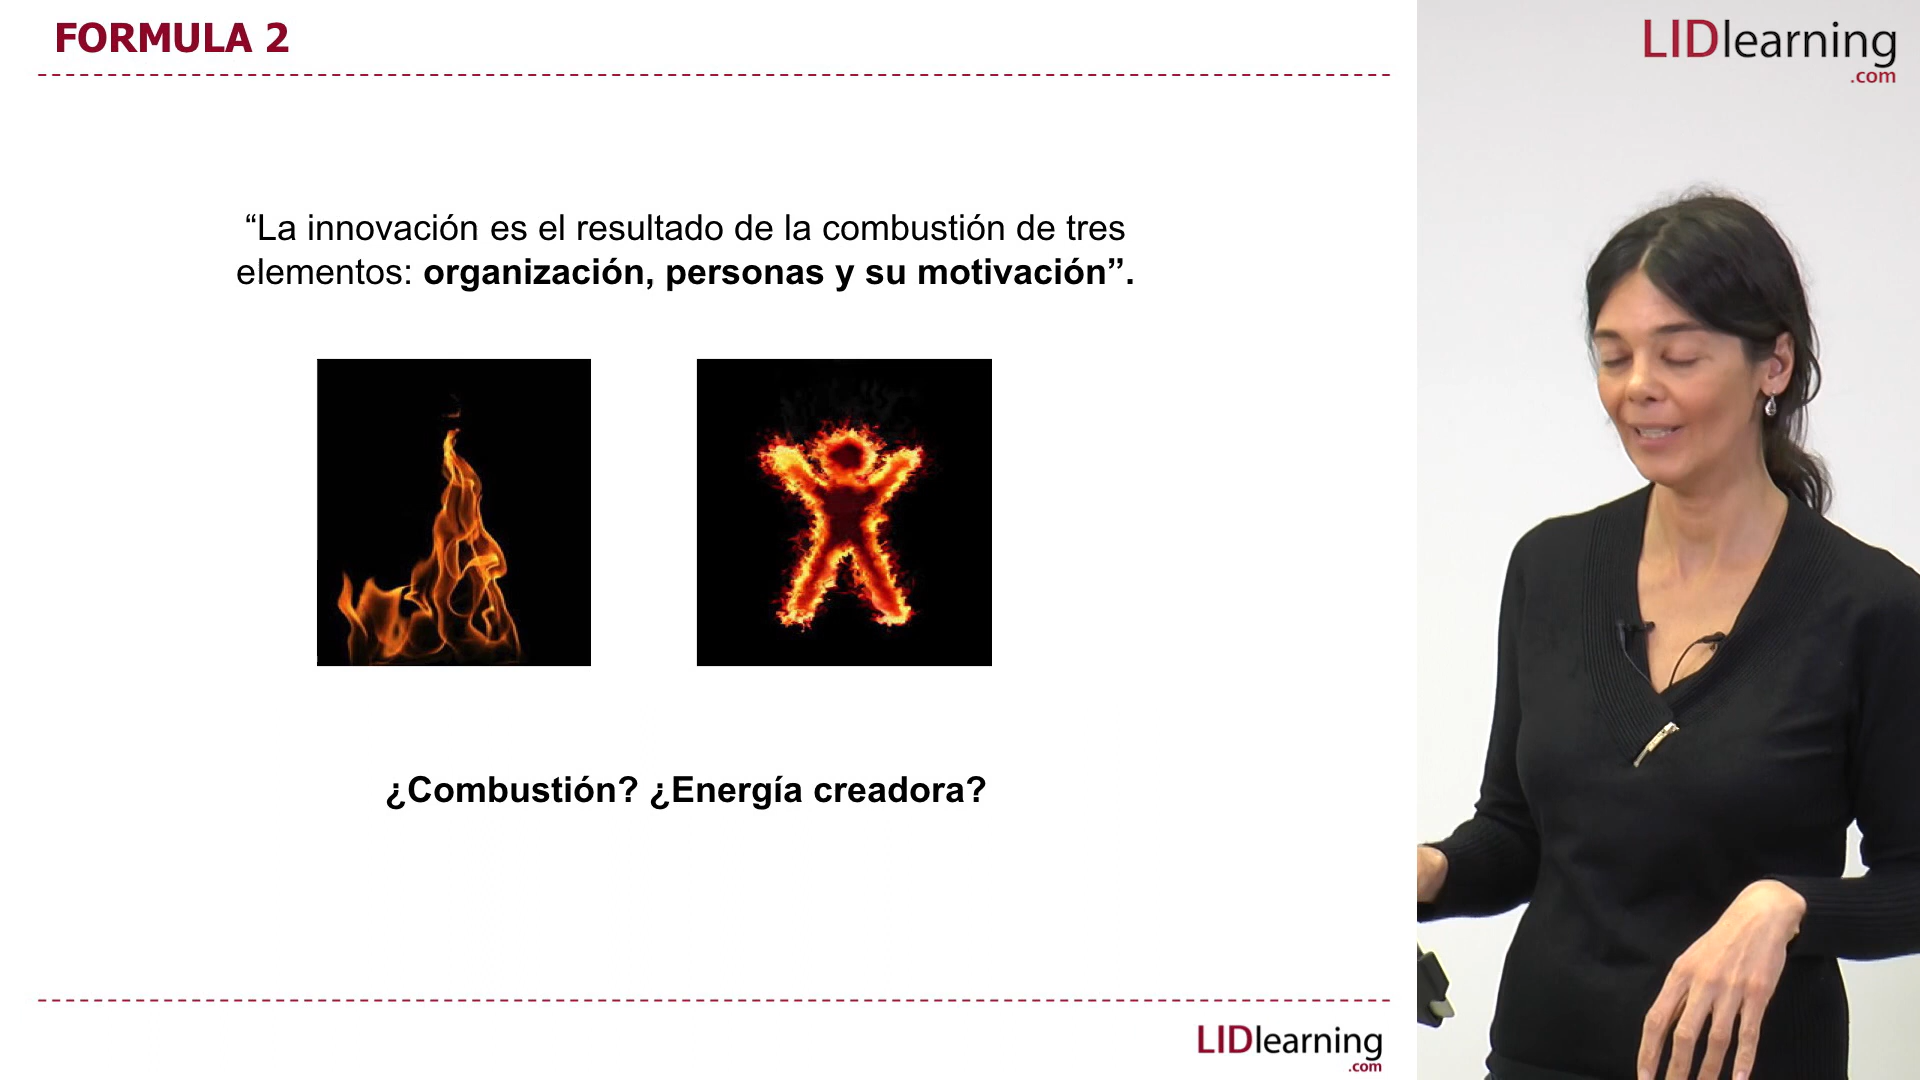 FORMULA 2
LIDlearning
.com
“La innovación es el resultado de la combustión de tres
elementos: organización, personas y su motivación”.
¿Combustión? ¿Energía creadora?
LIDlearning
.com